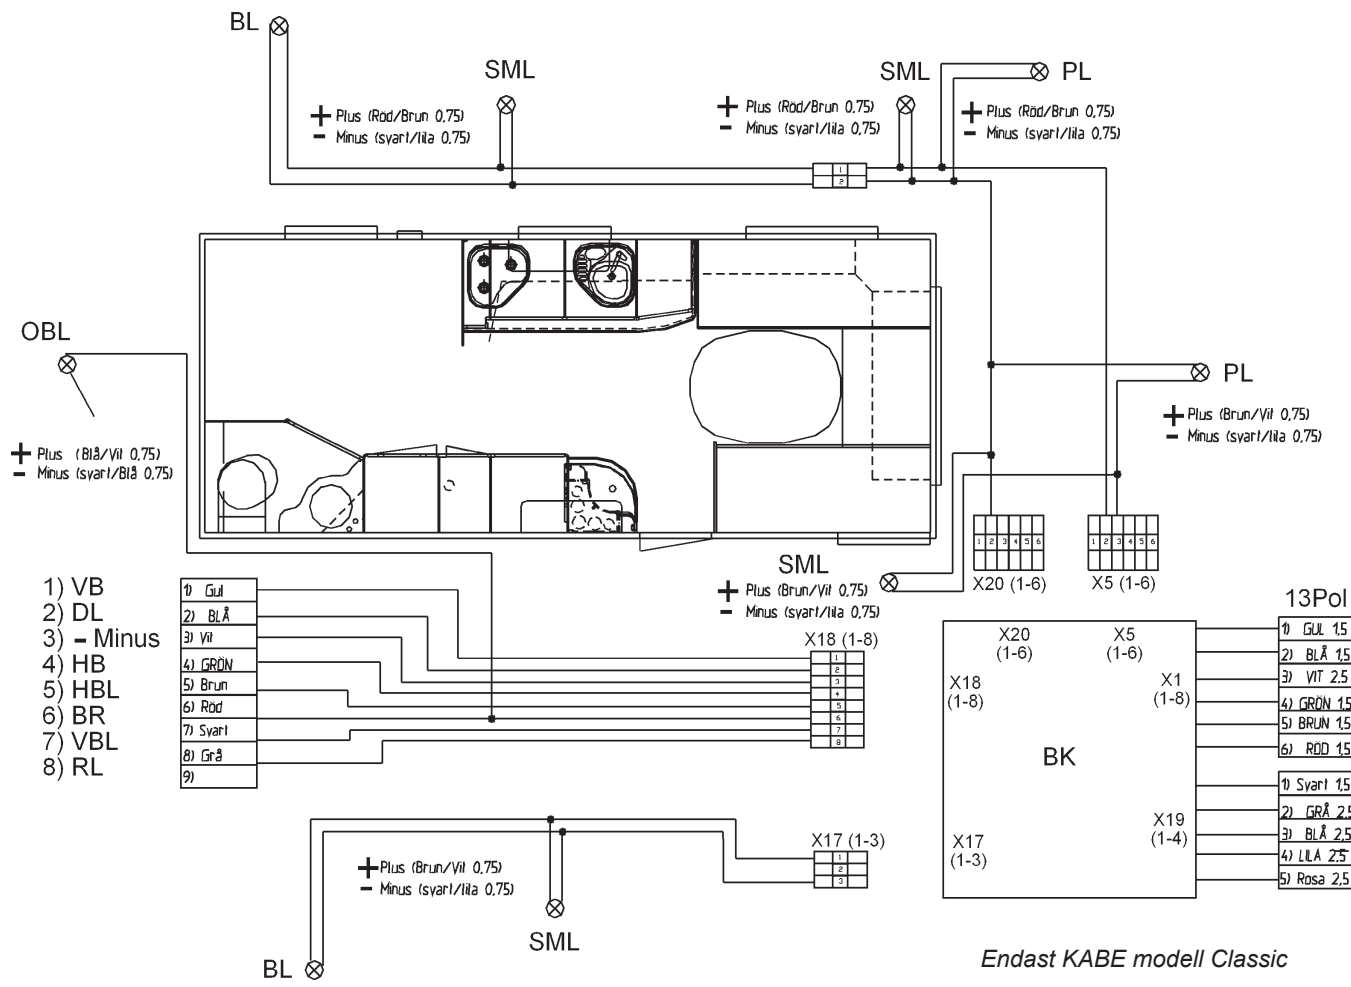 BL
SML
SML
PL
+ Plus (Röd/Brun 0,75)
- Minus (svart/lila 0,75)
+ Plus (Röd/Brun 0,75)
- Minus (svart/lila 0,75)
+ Plus (Röd/Brun 0,75)
- Minus (svart/lila 0,75)
1
2
OBL
+ Plus (Blå/Vit 0,75)
- Minus (svart/Blå 0,75)
PL
+ Plus (Brun/Vit 0,75)
- Minus (svart/lila 0,75)
1 2 3 4 5 6
X20 (1-6)
1 2 3 4 5 6
X5 (1-6)
SML
+ Plus (Brun/Vit 0,75)
- Minus (svart/lila 0,75)
1) VB
2) DL
3) - Minus
4) HB
5) HBL
6) BR
7) VBL
8) RL
1) Gul
2) BLÅ
3) Vit
4) GRÖN
5) Brun
6) Röd
7) Svart
8) Grå
9)
X18 (1-8)
1
2
3
4
5
6
7
8
X17 (1-3)
1
2
3
+ Plus (Brun/Vit 0,75)
- Minus (svart/lila 0,75)
SML
BL
X20
(1-6)
X5
(1-6)
X18
(1-8)
X1
(1-8)
BK
X17
(1-3)
X19
(1-4)
13Pol
1) GUL 1,5
2) BLÅ 1,5
3) VIT 2,5
4) GRÖN 1,5
5) BRUN 1,5
6) RÖD 1,5
1) Svart 1,5
2) GRÅ 2,5
3) BLÅ 2,5
4) LILA 2,5
5) Rosa 2,5
Endast KABE modell Classic